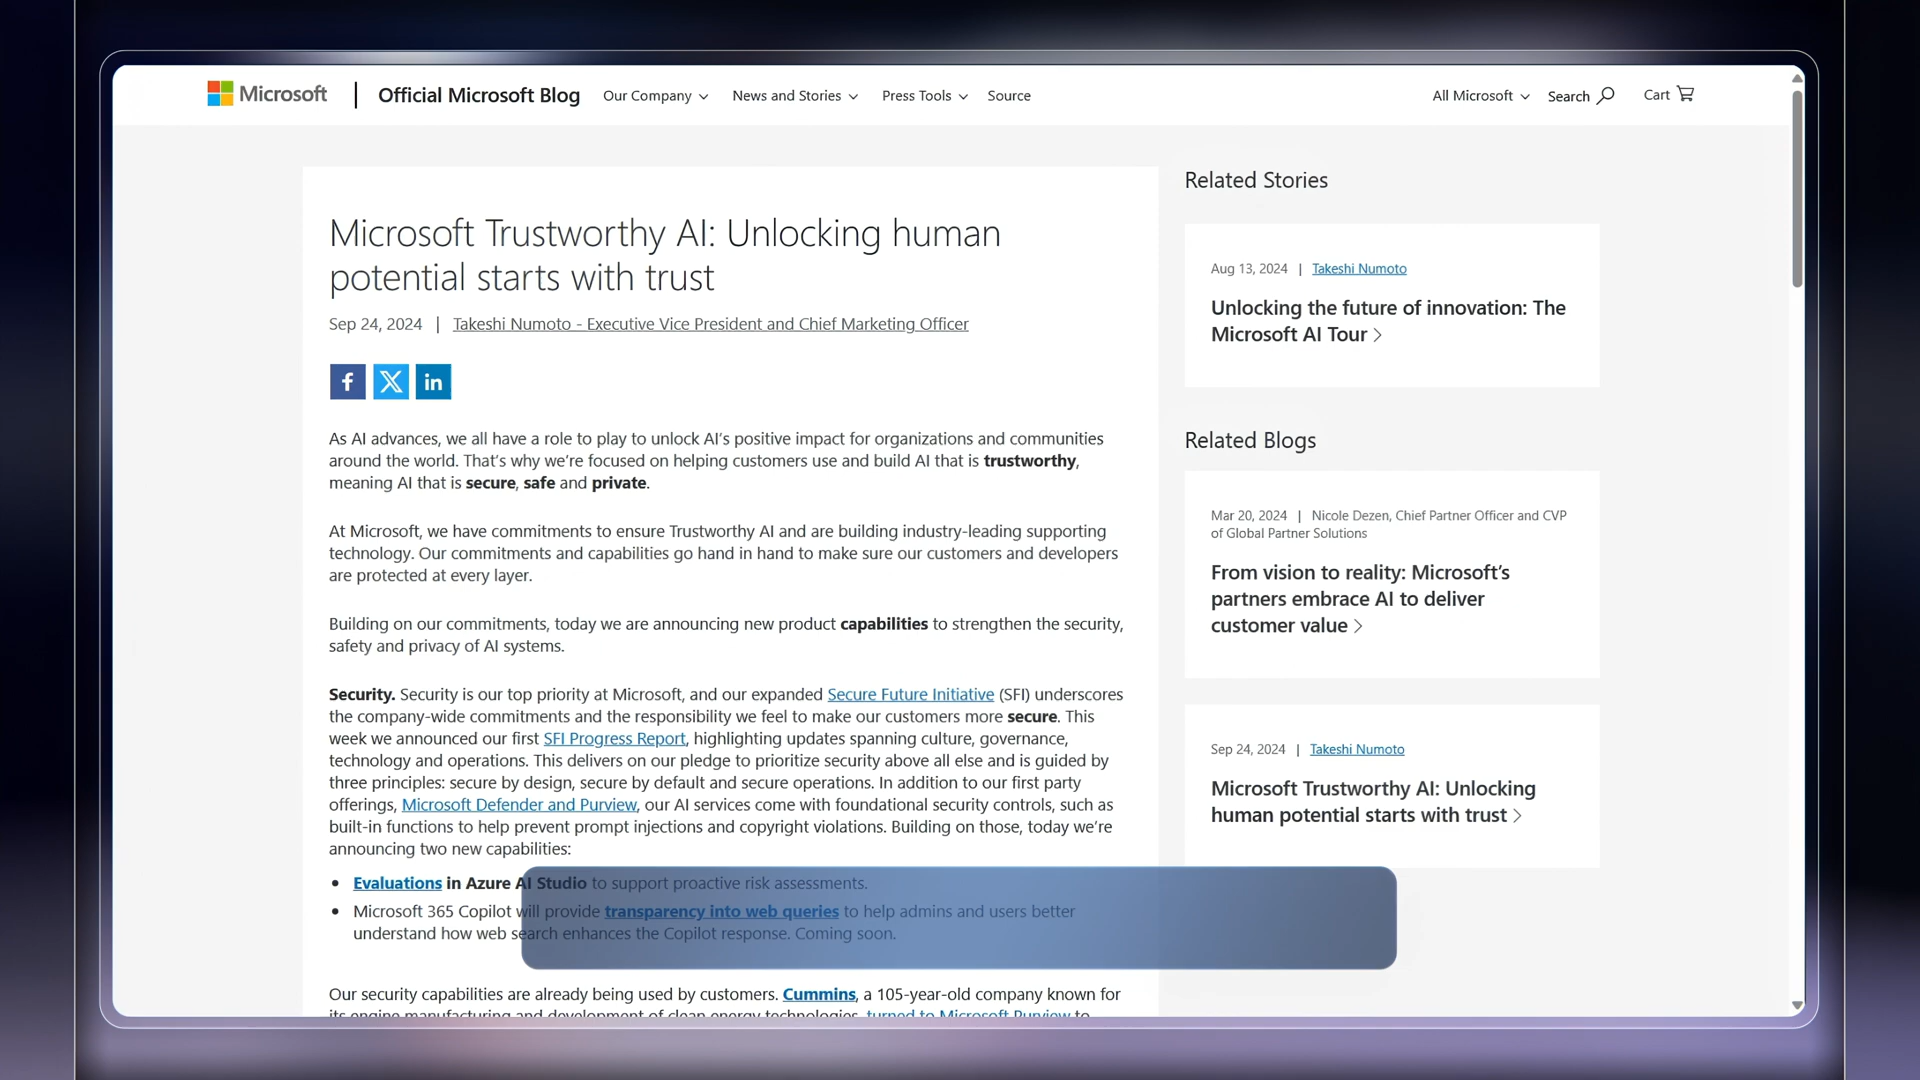 Microsoft | Official Microsoft Blog Our Company News and Stories Press Tools Source All Microsoft Search Cart
Microsoft Trustworthy AI: Unlocking human
potential starts with trust
Sep 24, 2024 | Takeshi Numoto - Executive Vice President and Chief Marketing Officer
f X in
As AI advances, we all have a role to play to unlock AI's positive impact for organizations and communities
around the world. That's why we're focused on helping customers use and build AI that is trustworthy,
meaning AI that is secure, safe and private.
At Microsoft, we have commitments to ensure Trustworthy AI and are building industry-leading supporting
technology. Our commitments and capabilities go hand in hand to make sure our customers and developers
are protected at every layer.
Building on our commitments, today we are announcing new product capabilities to strengthen the security,
safety and privacy of AI systems.
Security. Security is our top priority at Microsoft, and our expanded Secure Future Initiative (SFI) underscores
the company-wide commitments and the responsibility we feel to make our customers more secure. This
week we announced our first SFI Progress Report, highlighting updates spanning culture, governance,
technology and operations. This delivers on our pledge to prioritize security above all else and is guided by
three principles: secure by design, secure by default and secure operations. In addition to our first party
offerings, Microsoft Defender and Purview, our AI services come with foundational security controls, such as
built-in functions to help prevent prompt injections and copyright violations. Building on those, today we're
announcing two new capabilities:
• Evaluations in Azure AI Studio to support proactive risk assessments.
• Microsoft 365 Copilot will provide transparency into web queries to help admins and users better
understand how web search enhances the Copilot response. Coming soon.
Our security capabilities are already being used by customers. Cummins, a 105-year-old company known for
its engine manufacturing and development of clean energy technologies, turned to Microsoft Purview to
Related Stories
Aug 13, 2024 | Takeshi Numoto
Unlocking the future of innovation: The
Microsoft AI Tour >
Related Blogs
Mar 20, 2024 | Nicole Dezen, Chief Partner Officer and CVP
of Global Partner Solutions
From vision to reality: Microsoft's
partners embrace AI to deliver
customer value >
Sep 24, 2024 | Takeshi Numoto
Microsoft Trustworthy AI: Unlocking
human potential starts with trust >